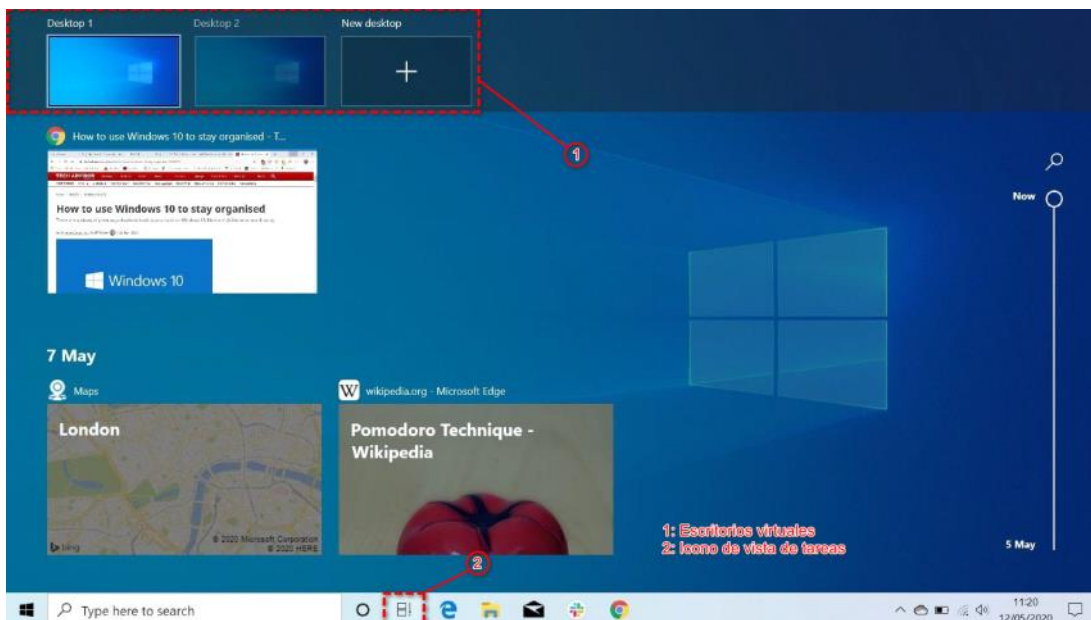 Desktop 1
Desktop 2
New desktop
1
How to use Windows 10 to stay organised - T...
TECH ADVISOR
How to use Windows 10 to stay organised
Windows 10
Now
7 May
Maps
wikipedia.org - Microsoft Edge
London
Pomodoro Technique -
Wikipedia
bing
© 2020 Microsoft Corporation
© 2020 HERE
1: Escritorios virtuales
2: Icono de vista de tareas
5 May
2
Type here to search
11:20
12/05/2020